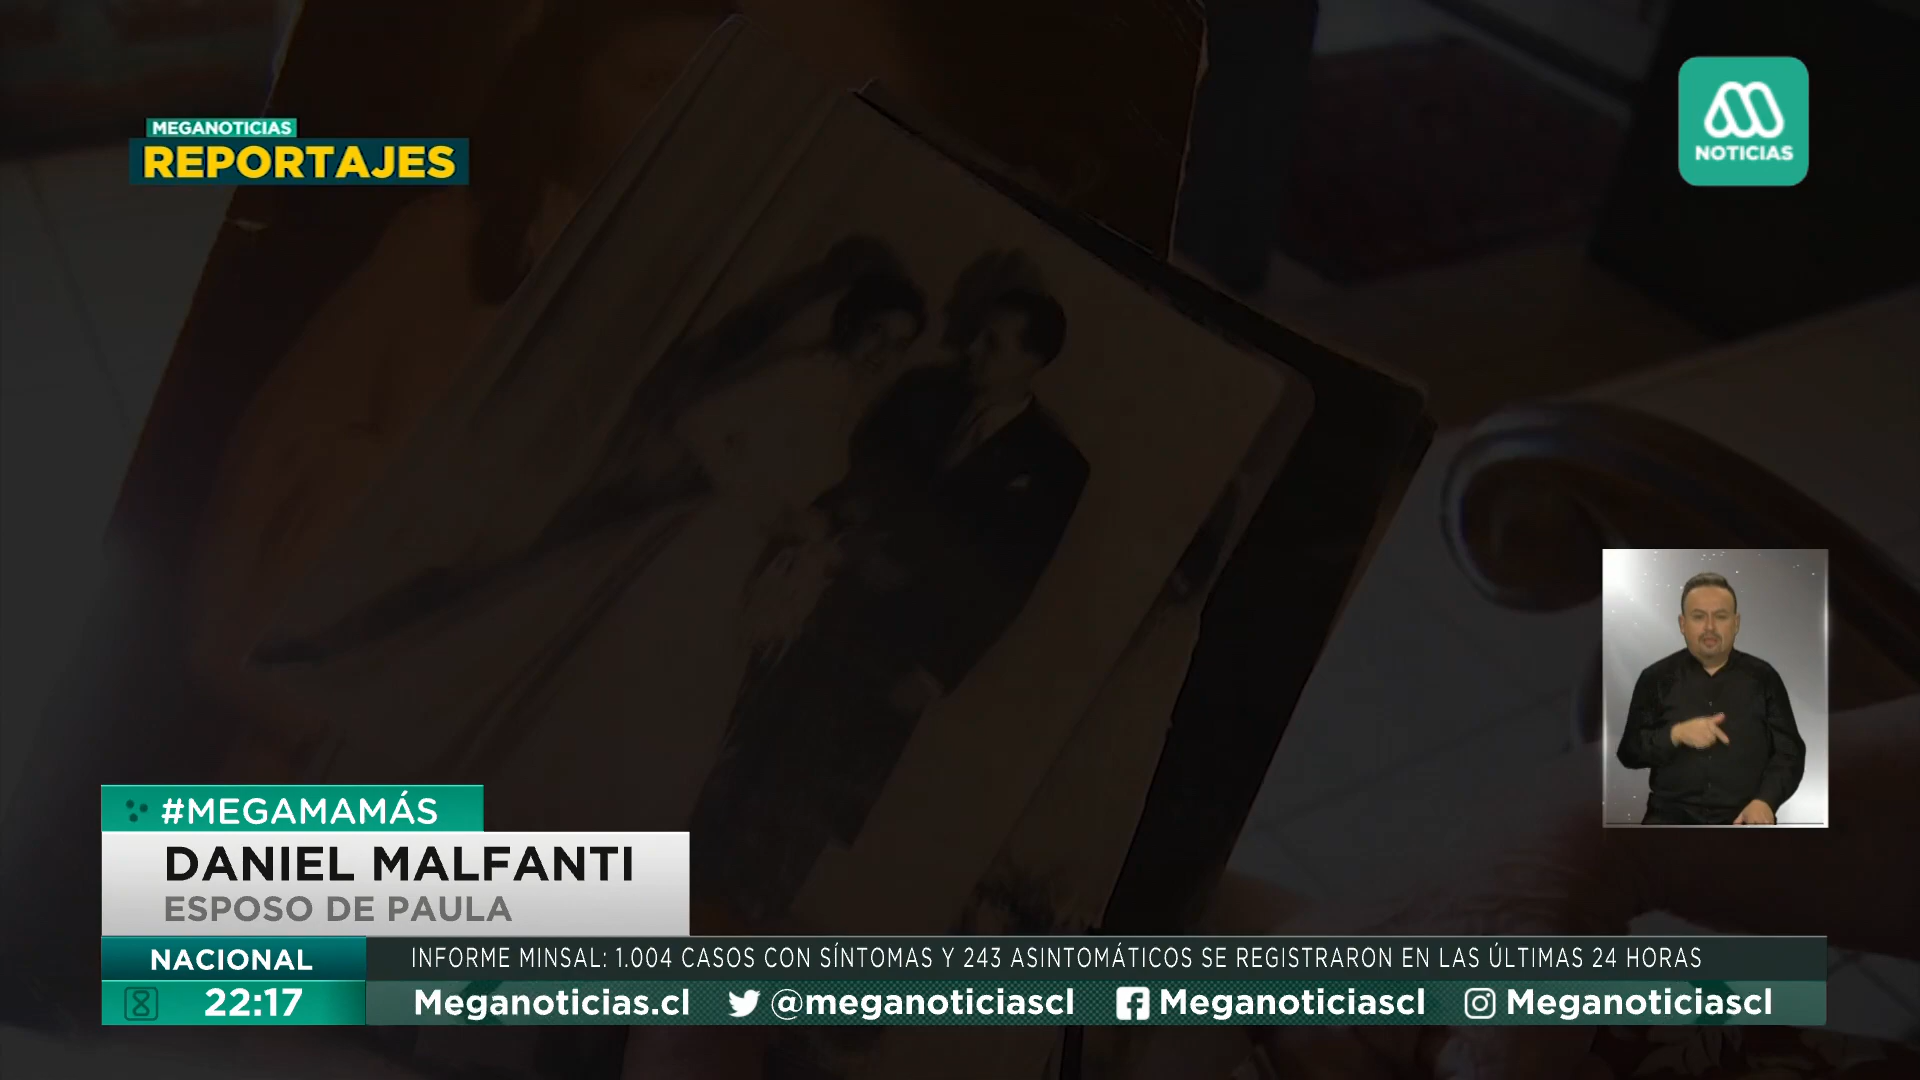 MEGANOTICIAS
REPORTAJES
NOTICIAS
#MEGAMAMÁS
DANIEL MALFANTI
ESPOSO DE PAULA
NACIONAL
INFORME MINSAL: 1.004 CASOS CON SÍNTOMAS Y 243 ASINTOMÁTICOS SE REGISTRARON EN LAS ÚLTIMAS 24 HORAS
22:17
Meganoticias.cl @meganoticiascl Meganoticiascl Meganoticiascl